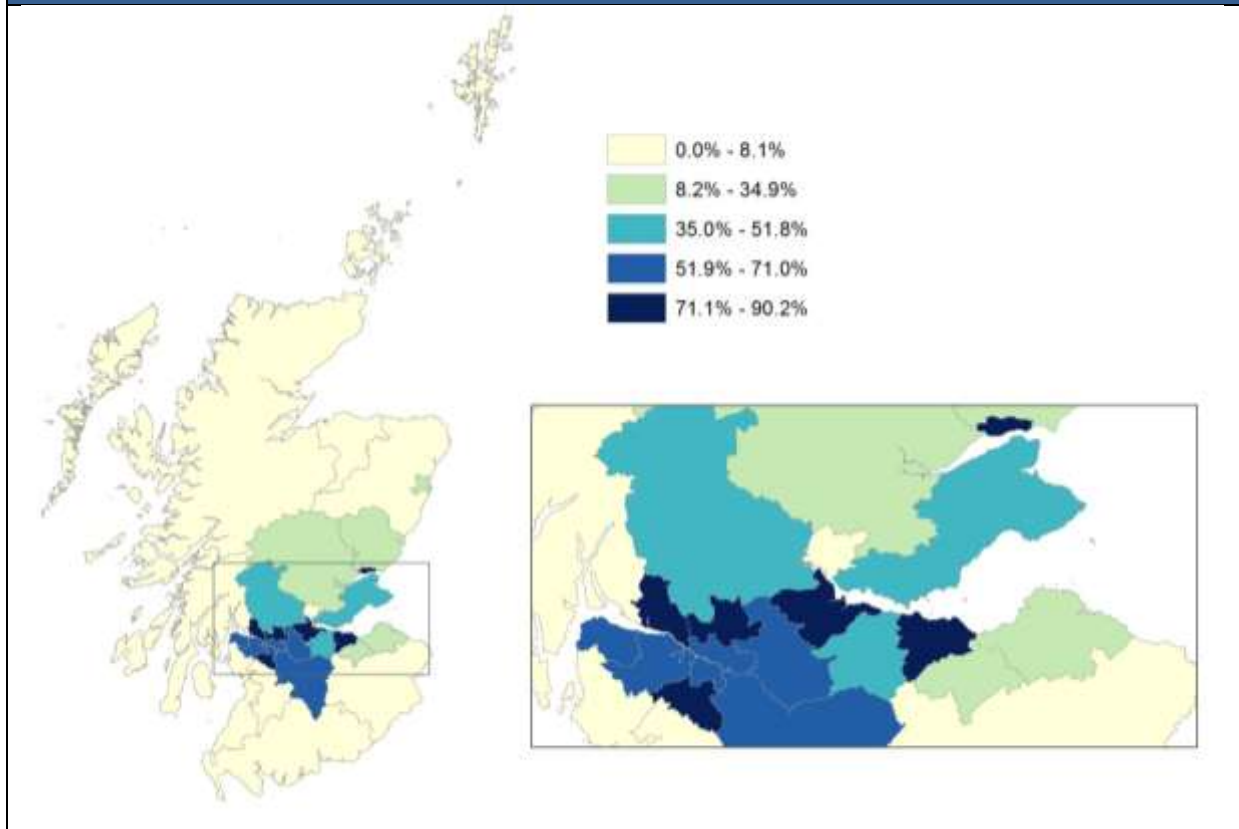 0.0% - 8.1%
8.2% - 34.9%
35.0% - 51.8%
51.9% - 71.0%
71.1% - 90.2%